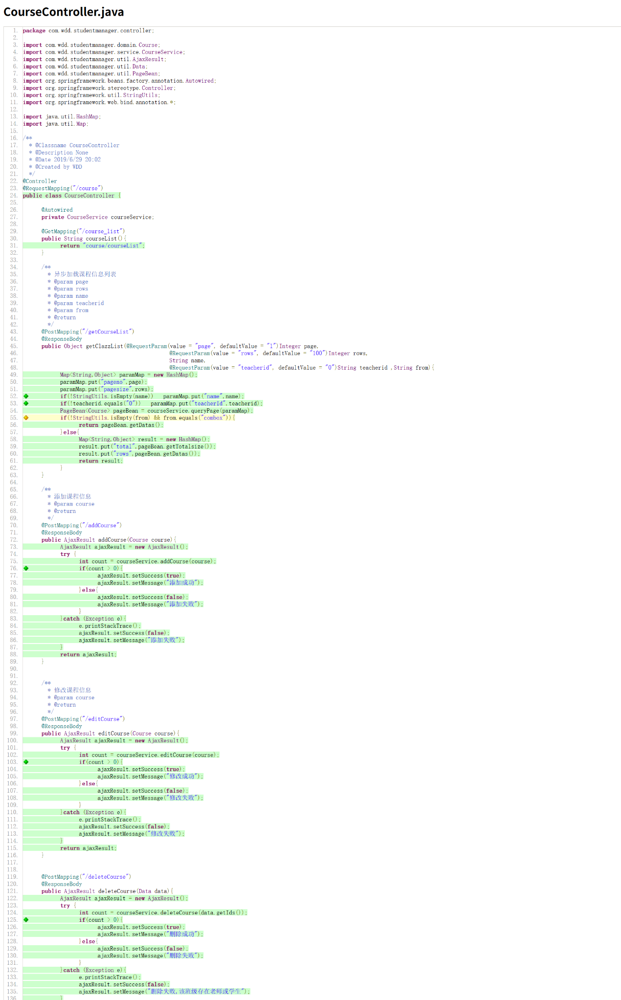 CourseController.java
1. package com.wdd.studentmanager.controller;
2.
3. import com.wdd.studentmanager.domain.Course;
4. import com.wdd.studentmanager.service.CourseService;
5. import com.wdd.studentmanager.util.AjaxResult;
6. import com.wdd.studentmanager.util.Data;
7. import com.wdd.studentmanager.util.PageBean;
8. import org.springframework.beans.factory.annotation.Autowired;
9. import org.springframework.stereotype.Controller;
10. import org.springframework.util.StringUtils;
11. import org.springframework.web.bind.annotation.*;
12.
13. import java.util.HashMap;
14. import java.util.Map;
15.
16. /**
17. * @Classname CourseController
18. * @Description None
19. * @Date 2019/6/29 20:02
20. * @Created by WDD
21. */
22. @Controller
23. @RequestMapping("/course")
24. public class CourseController {
25.
26. @Autowired
27. private CourseService courseService;
28.
29. @GetMapping("/course_list")
30. public String courseList(){
31. return "course/courseList";
32. }
33.
34. /**
35. * 异步加载课程信息列表
36. * @param page
37. * @param rows
38. * @param name
39. * @param teacherid
40. * @param from
41. * @return
42. */
43. @PostMapping("/getCourseList")
44. @ResponseBody
45. public Object getClazzList(@RequestParam(value = "page", defaultValue = "1")Integer page,
46. @RequestParam(value = "rows", defaultValue = "100")Integer rows,
47. String name,
48. @RequestParam(value = "teacherid", defaultValue = "0")String teacherid ,String from){
49. Map<String,Object> paramMap = new HashMap();
50. paramMap.put("pageno",page);
51. paramMap.put("pagesize",rows);
52. if(!StringUtils.isEmpty(name)) paramMap.put("name",name);
53. if(!teacherid.equals("0")) paramMap.put("teacherId",teacherid);
54. PageBean<Course> pageBean = courseService.queryPage(paramMap);
55. if(!StringUtils.isEmpty(from) && from.equals("combox")){
56. return pageBean.getDatas();
57. }else{
58. Map<String,Object> result = new HashMap();
59. result.put("total",pageBean.getTotalsize());
60. result.put("rows",pageBean.getDatas());
61. return result;
62. }
63. }
64.
65. /**
66. * 添加课程信息
67. * @param course
68. * @return
69. */
70. @PostMapping("/addCourse")
71. @ResponseBody
72. public AjaxResult addCourse(Course course){
73. AjaxResult ajaxResult = new AjaxResult();
74. try {
75. int count = courseService.addCourse(course);
76. if(count > 0){
77. ajaxResult.setSuccess(true);
78. ajaxResult.setMessage("添加成功");
79. }else{
80. ajaxResult.setSuccess(false);
81. ajaxResult.setMessage("添加失败");
82. }
83. }catch (Exception e){
84. e.printStackTrace();
85. ajaxResult.setSuccess(false);
86. ajaxResult.setMessage("添加失败");
87. }
88. return ajaxResult;
89. }
90.
91.
92. /**
93. * 修改课程信息
94. * @param course
95. * @return
96. */
97. @PostMapping("/editCourse")
98. @ResponseBody
99. public AjaxResult editCourse(Course course){
100. AjaxResult ajaxResult = new AjaxResult();
101. try {
102. int count = courseService.editCourse(course);
103. if(count > 0){
104. ajaxResult.setSuccess(true);
105. ajaxResult.setMessage("修改成功");
106. }else{
107. ajaxResult.setSuccess(false);
108. ajaxResult.setMessage("修改失败");
109. }
110. }catch (Exception e){
111. e.printStackTrace();
112. ajaxResult.setSuccess(false);
113. ajaxResult.setMessage("修改失败");
114. }
115. return ajaxResult;
116. }
117.
118.
119. @PostMapping("/deleteCourse")
120. @ResponseBody
121. public AjaxResult deleteCourse(Data data){
122. AjaxResult ajaxResult = new AjaxResult();
123. try {
124. int count = courseService.deleteCourse(data.getIds());
125. if(count > 0){
126. ajaxResult.setSuccess(true);
127. ajaxResult.setMessage("删除成功");
128. }else{
129. ajaxResult.setSuccess(false);
130. ajaxResult.setMessage("删除失败");
131. }
132. }catch (Exception e){
133. e.printStackTrace();
134. ajaxResult.setSuccess(false);
135. ajaxResult.setMessage("删除失败,该班级存在老师或学生");
136. }